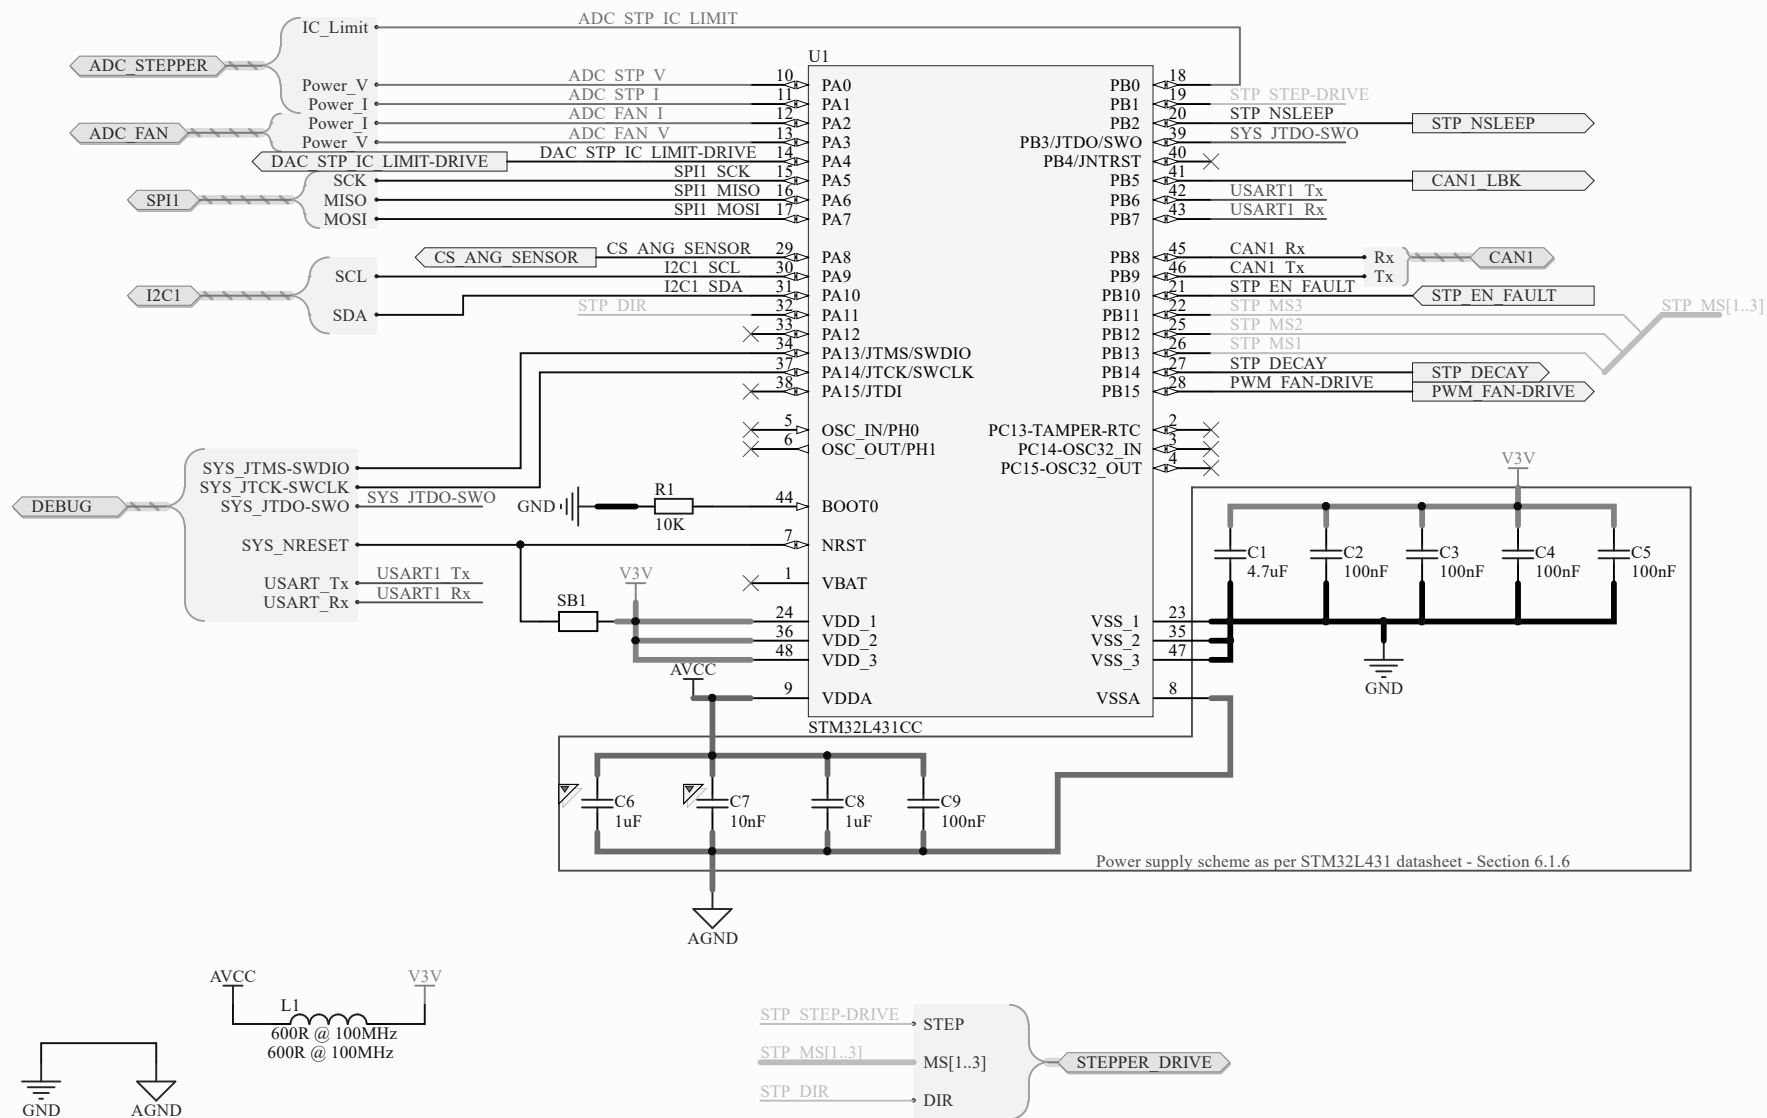 ADC_STP_IC_LIMIT
IC_Limit
ADC_STEPPER
Power_V
Power_I
ADC_FAN
Power_I
Power_V
DAC_STP_IC_LIMIT-DRIVE
SPI1
SCK
MISO
MOSI
CS_ANG_SENSOR
I2C1
SCL
SDA
ADC_STP_V
ADC_STP_I
ADC_FAN_I
ADC_FAN_V
DAC_STP_IC_LIMIT-DRIVE
SPI1_SCK
SPI1_MISO
SPI1_MOSI
CS_ANG_SENSOR
I2C1_SCL
I2C1_SDA
STP_DIR
U1
10 PA0
11 PA1
12 PA2
13 PA3
14 PA4
15 PA5
16 PA6
17 PA7
29 PA8
30 PA9
31 PA10
32 PA11
33 PA12
34 PA13/JTMS/SWDIO
37 PA14/JTCK/SWCLK
38 PA15/JTDI
5 OSC_IN/PH0
6 OSC_OUT/PH1
44 BOOT0
7 NRST
1 VBAT
24 VDD_1
36 VDD_2
48 VDD_3
9 VDDA
STM32L431CC
PB0 18
PB1 19 STP_STEP-DRIVE
PB2 20 STP_NSLEEP
STP_NSLEEP
PB3/JTDO/SWO 39 SYS_JTDO-SWO
PB4/JNTRST 40
PB5 41
CAN1_LBK
PB6 42 USART1_Tx
PB7 43 USART1_Rx
PB8 45 CAN1_Rx
PB9 46 CAN1_Tx
Rx
Tx
CAN1
PB10 21 STP_EN_FAULT
STP_EN_FAULT
PB11 22 STP_MS3
PB12 25 STP_MS2
PB13 26 STP_MS1
STP_MS[1..3]
PB14 27 STP_DECAY
STP_DECAY
PB15 28 PWM_FAN-DRIVE
PWM_FAN-DRIVE
PC13-TAMPER-RTC 2
PC14-OSC32_IN 3
PC15-OSC32_OUT 4
VSS_1 23
VSS_2 35
VSS_3 47
VSSA 8
DEBUG
SYS_JTMS-SWDIO
SYS_JTCK-SWCLK
SYS_JTDO-SWO
SYS_JTDO-SWO
SYS_NRESET
USART_Tx
USART1_Tx
USART_Rx
USART1_Rx
GND
R1
10K
V3V
SB1
AVCC
V3V
C1
4.7uF
C2
100nF
C3
100nF
C4
100nF
C5
100nF
GND
C6
1uF
C7
10nF
C8
1uF
C9
100nF
Power supply scheme as per STM32L431 datasheet - Section 6.1.6
AGND
AVCC
V3V
L1
600R @ 100MHz
600R @ 100MHz
GND
AGND
STP_STEP-DRIVE
STEP
STP_MS[1..3]
MS[1..3]
STP_DIR
DIR
STEPPER_DRIVE